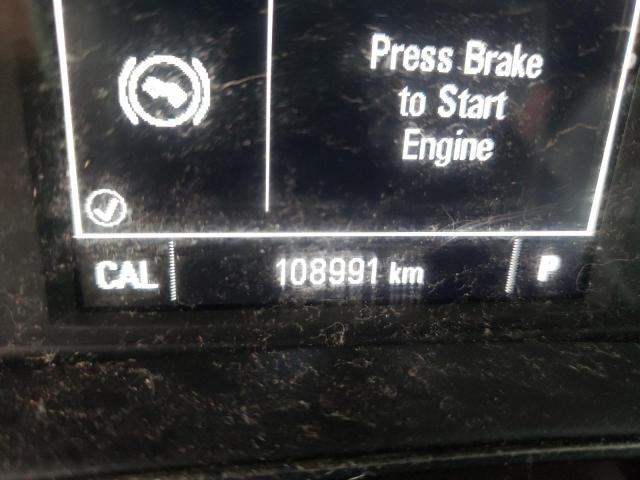 Press Brake
to Start
Engine
CAL 108991 km P